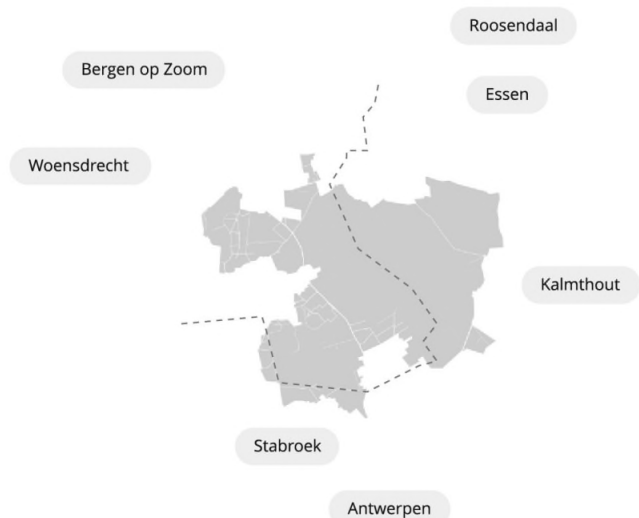 Roosendaal
Bergen op Zoom
Essen
Woensdrecht
Kalmthout
Stabroek
Antwerpen